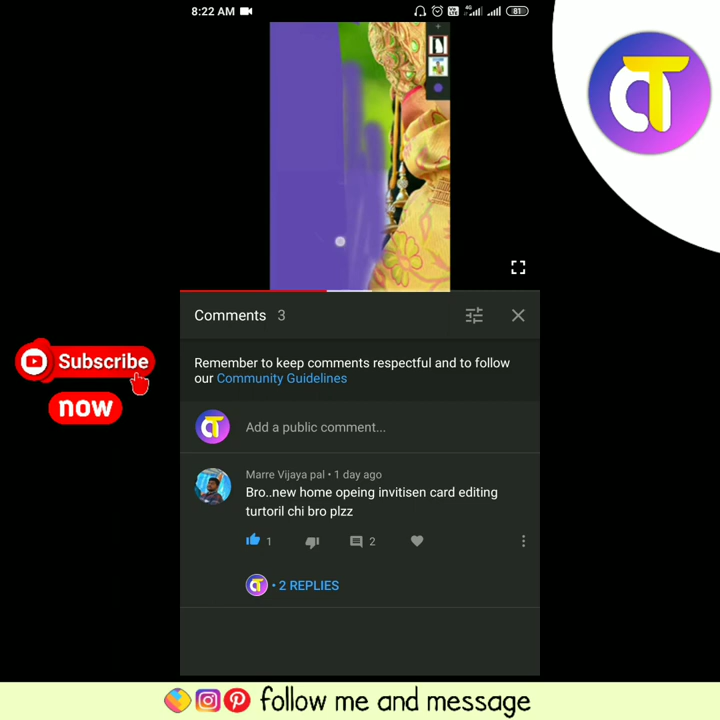 8:22 AM
4G
81
Comments 3
Remember to keep comments respectful and to follow
our Community Guidelines
Add a public comment...
Marre Vijaya pal • 1 day ago
Bro..new home opeing invitisen card editing
turtoril chi bro plzz
1
2
• 2 REPLIES
Subscribe
now
follow me and message